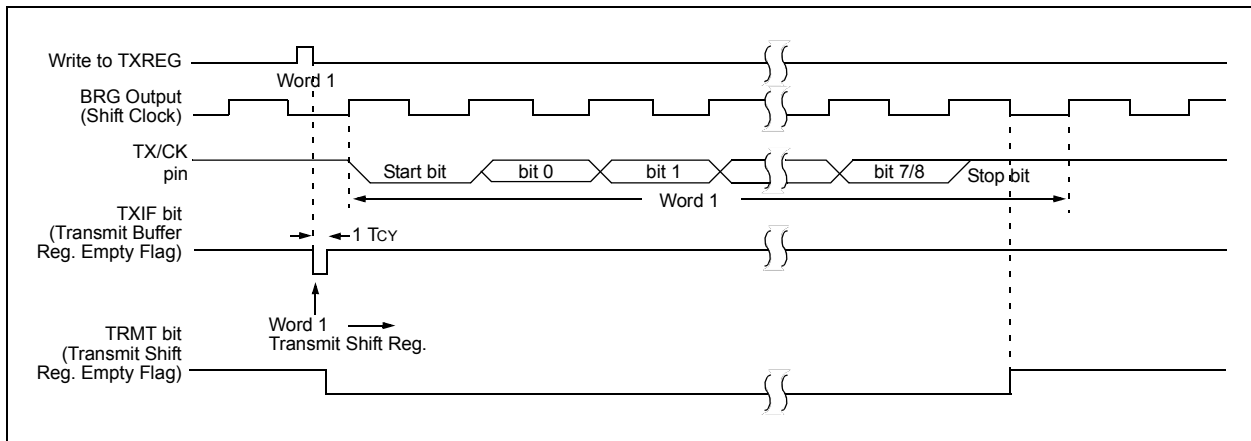 Write to TXREG
Word 1
BRG Output
(Shift Clock)
TX/CK
pin
Start bit
bit 0
bit 1
bit 7/8
Stop bit
Word 1
TXIF bit
(Transmit Buffer
Reg. Empty Flag)
1 TCY
Word 1
Transmit Shift Reg.
TRMT bit
(Transmit Shift
Reg. Empty Flag)